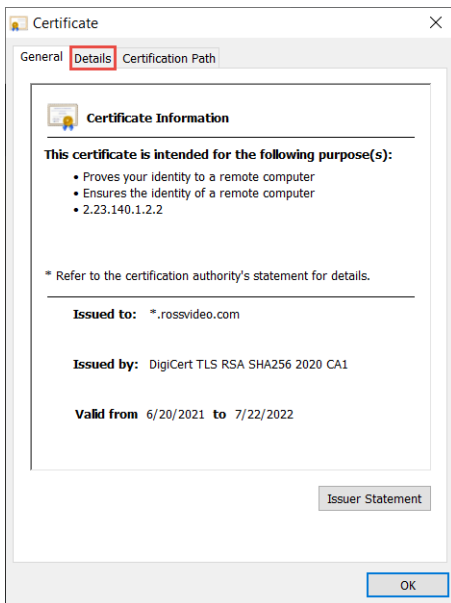 Certificate
General Details Certification Path
Certificate Information
This certificate is intended for the following purpose(s):
• Proves your identity to a remote computer
• Ensures the identity of a remote computer
• 2.23.140.1.2.2
* Refer to the certification authority's statement for details.
Issued to: *.rossvideo.com
Issued by: DigiCert TLS RSA SHA256 2020 CA1
Valid from 6/20/2021 to 7/22/2022
Issuer Statement
OK